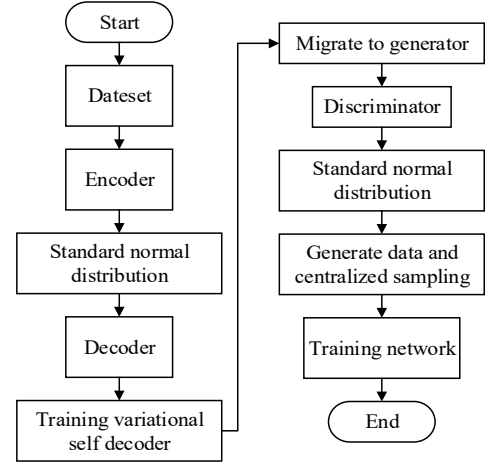 Start
Dateset
Encoder
Standard normal
distribution
Decoder
Training variational
self decoder
Migrate to generator
Discriminator
Standard normal
distribution
Generate data and
centralized sampling
Training network
End